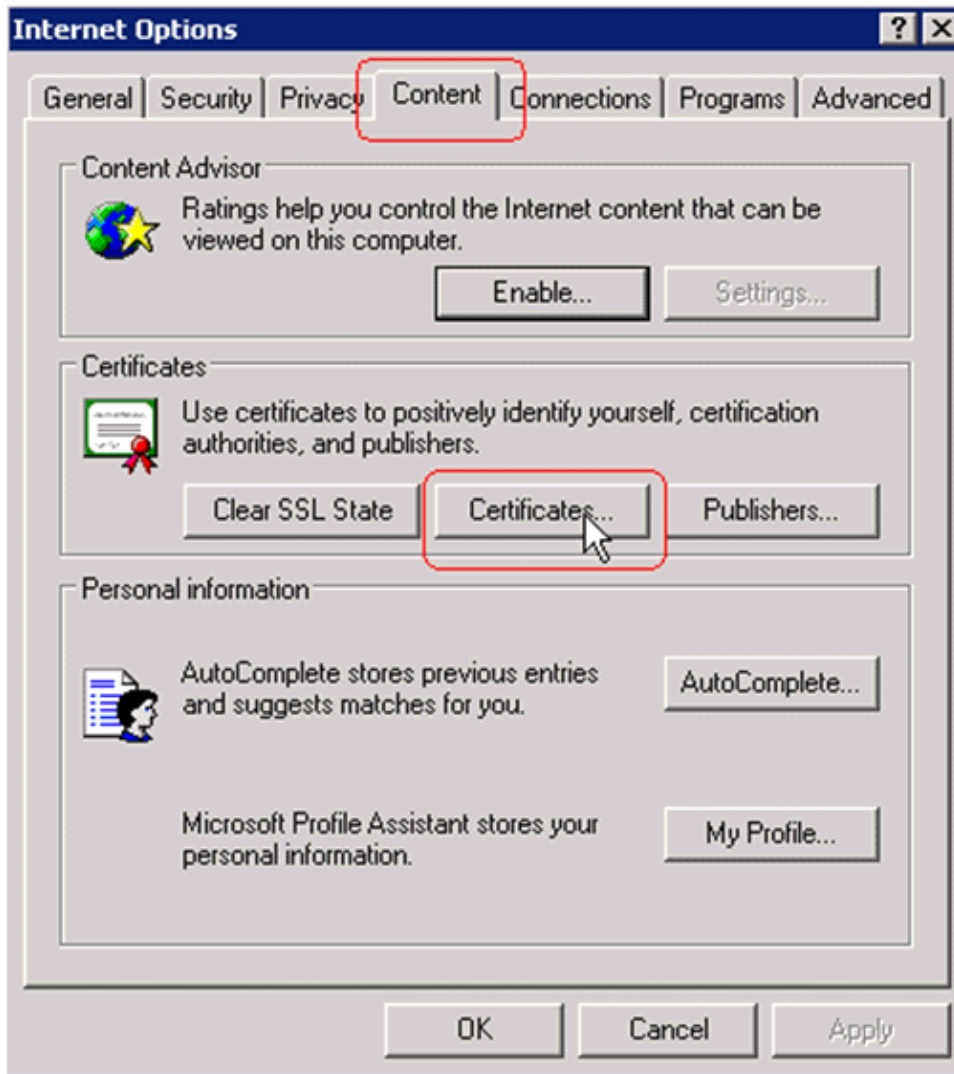 Internet Options
General Security Privacy Content Connections Programs Advanced
Content Advisor
Ratings help you control the Internet content that can be
viewed on this computer.
Enable... Settings...
Certificates
Use certificates to positively identify yourself, certification
authorities, and publishers.
Clear SSL State Certificates... Publishers...
Personal information
AutoComplete stores previous entries
and suggests matches for you.
AutoComplete...
Microsoft Profile Assistant stores your
personal information.
My Profile...
OK Cancel Apply